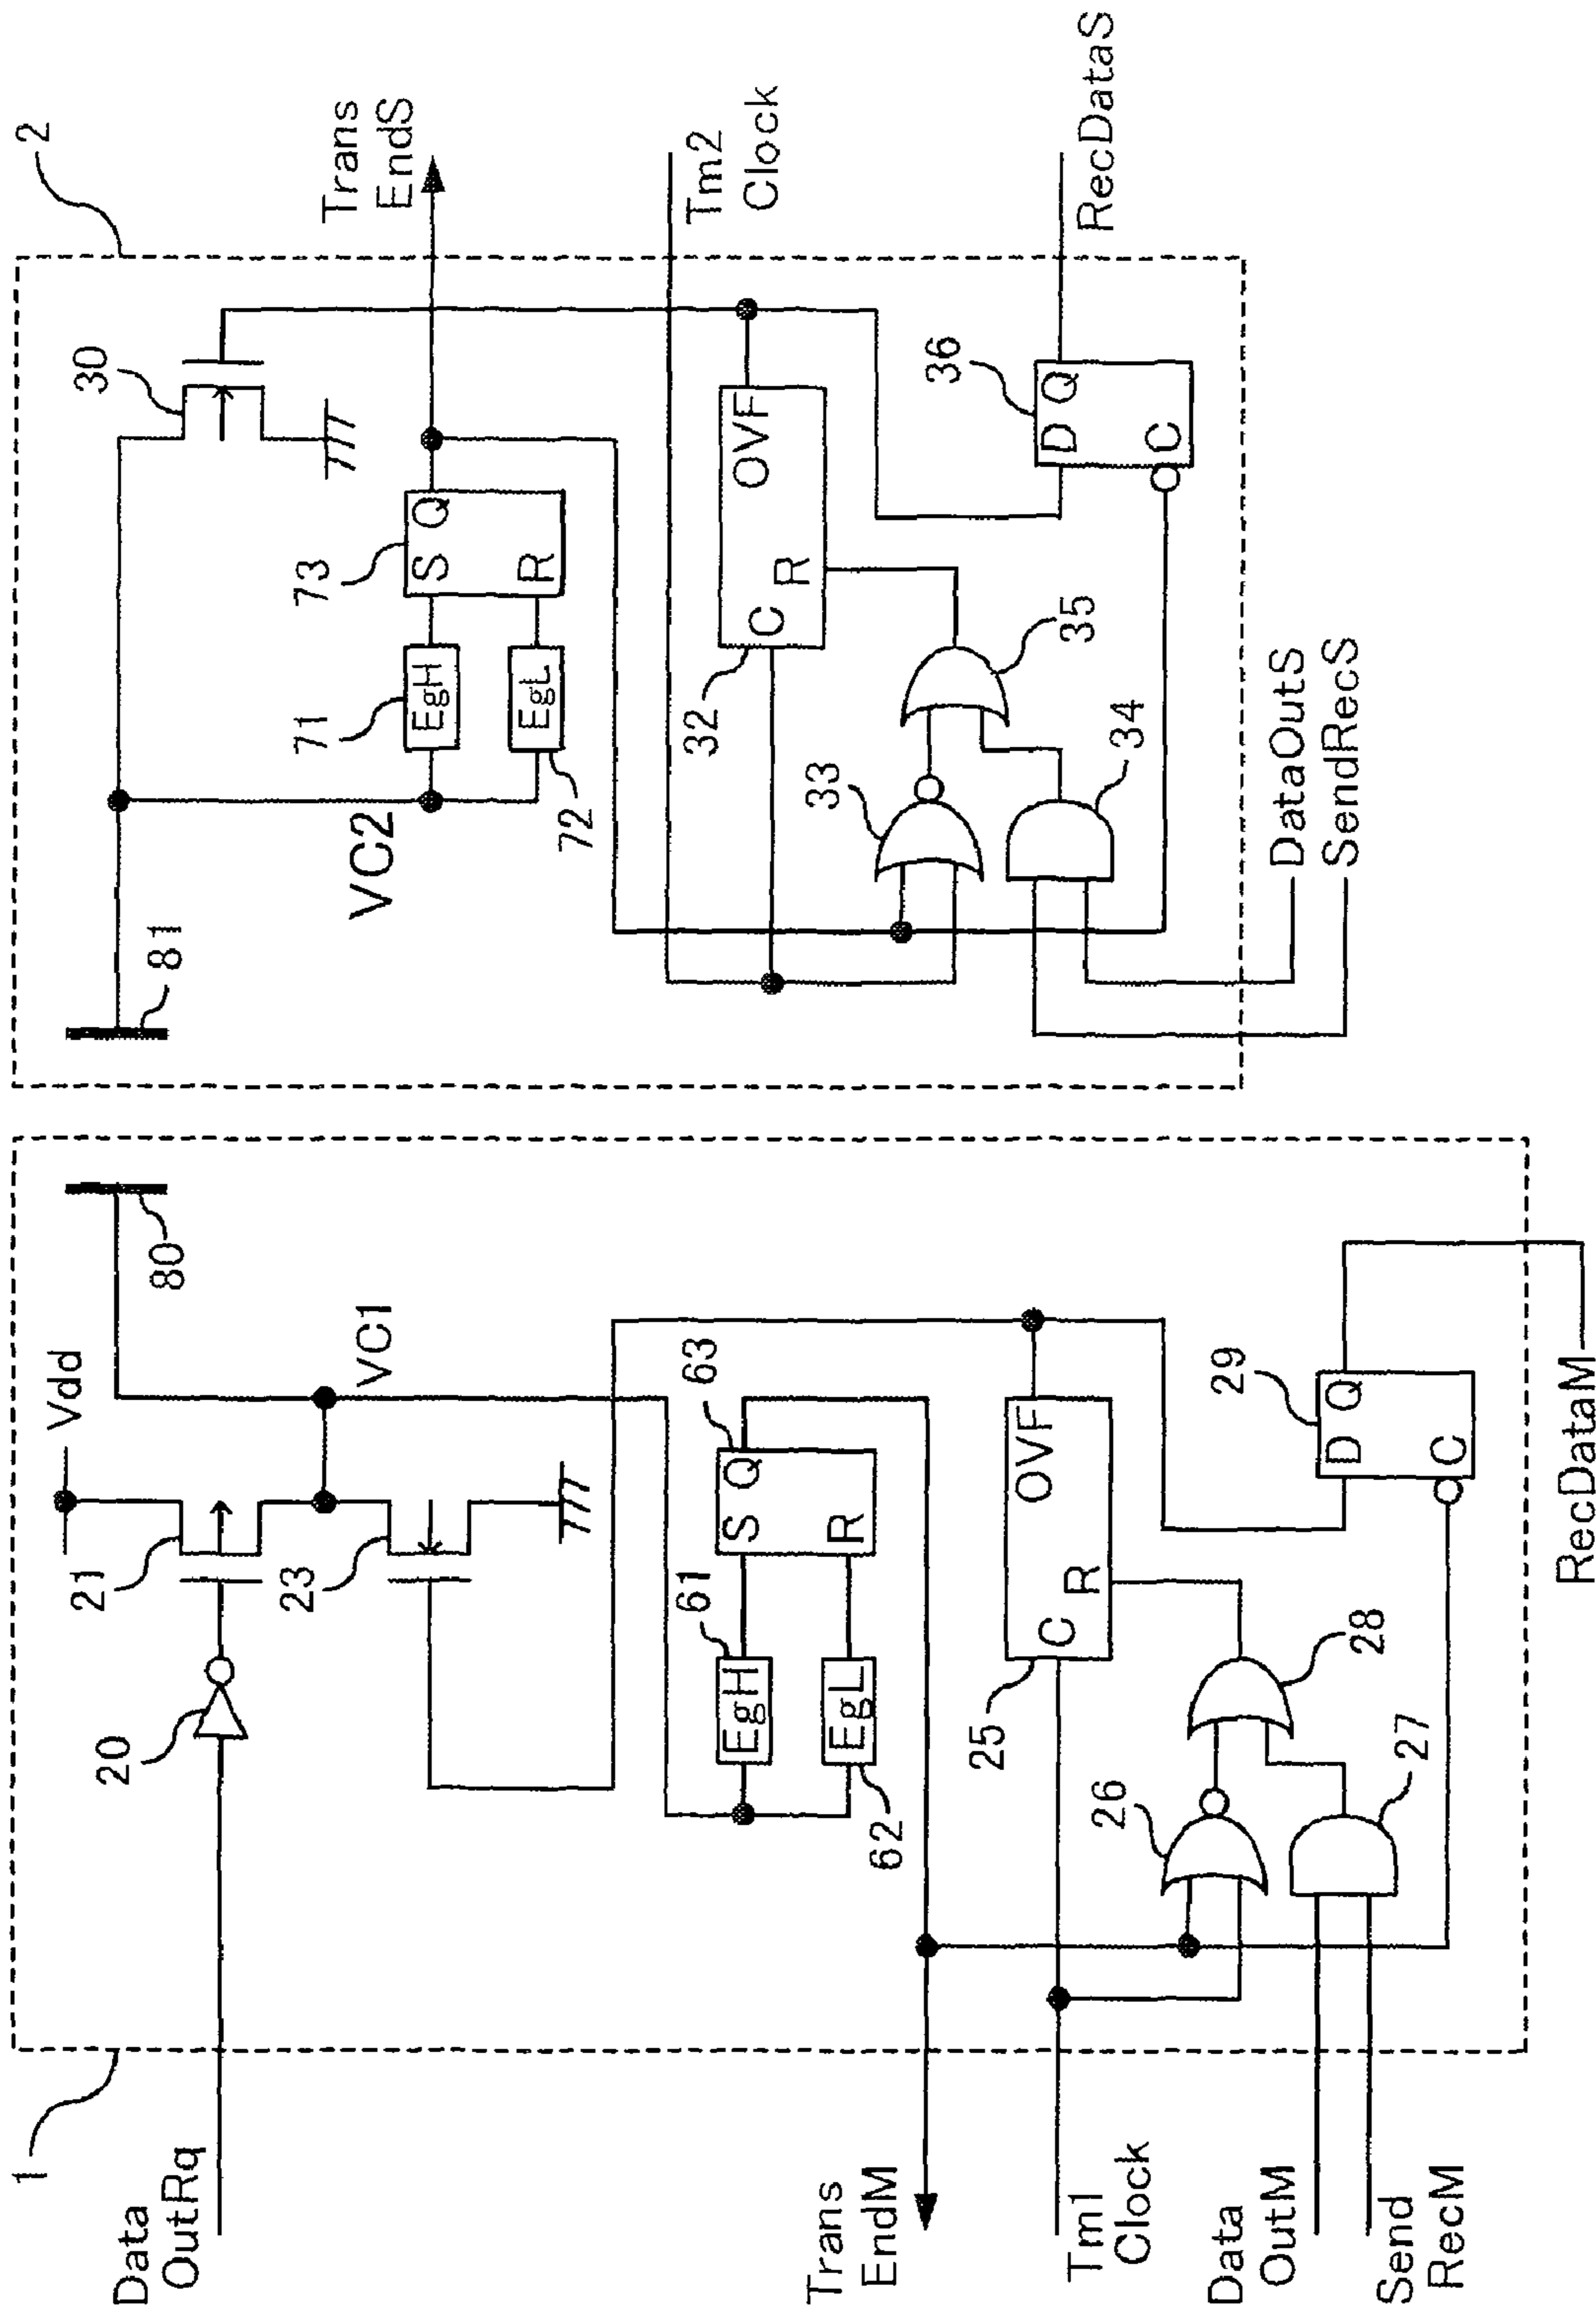 1
Data
OutRq
20
21
Vdd
23
VC1
80
61
EgH
62
EgL
63
S Q
R
Trans
EndM
Tm1
Clock
25
C
OVF
R
26
27
28
29
D Q
C
Data
OutM
Send
RecM
RecDataM
2
81
30
VC2
71
EgH
72
EgL
73
S Q
R
Trans
EndS
Tm2
Clock
32
C
OVF
R
33
34
35
36
D Q
C
RecDataS
DataOutS
SendRecS